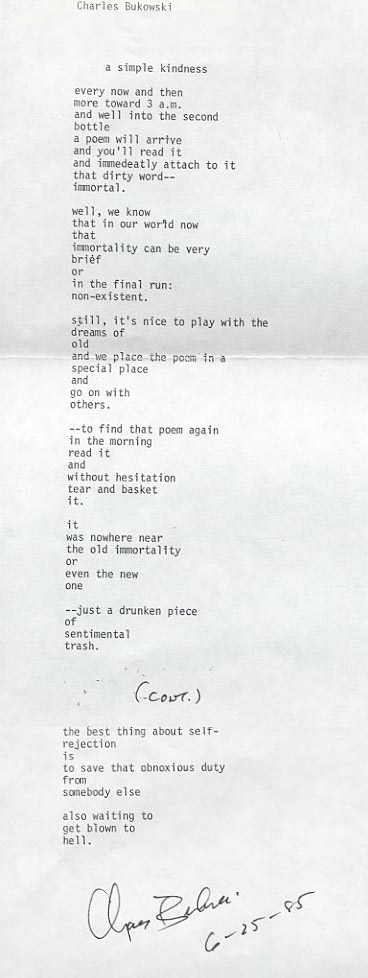 Charles Bukowski
a simple kindness
every now and then
more toward 3 a.m.
and well into the second
bottle
a poem will arrive
and you'll read it
and immedeatly attach to it
that dirty word--
immortal.
well, we know
that in our world now
that
immortality can be very
brief
or
in the final run:
non-existent.
still, it's nice to play with the
dreams of
old
and we place the poem in a
special place
and
go on with
others.
--to find that poem again
in the morning
read it
and
without hesitation
tear and basket
it.
it
was nowhere near
the old immortality
or
even the new
one
--just a drunken piece
of
sentimental
trash.
(-CONT.)
the best thing about self-
rejection
is
to save that obnoxious duty
from
somebody else
also waiting to
get blown to
hell.
6-25-85